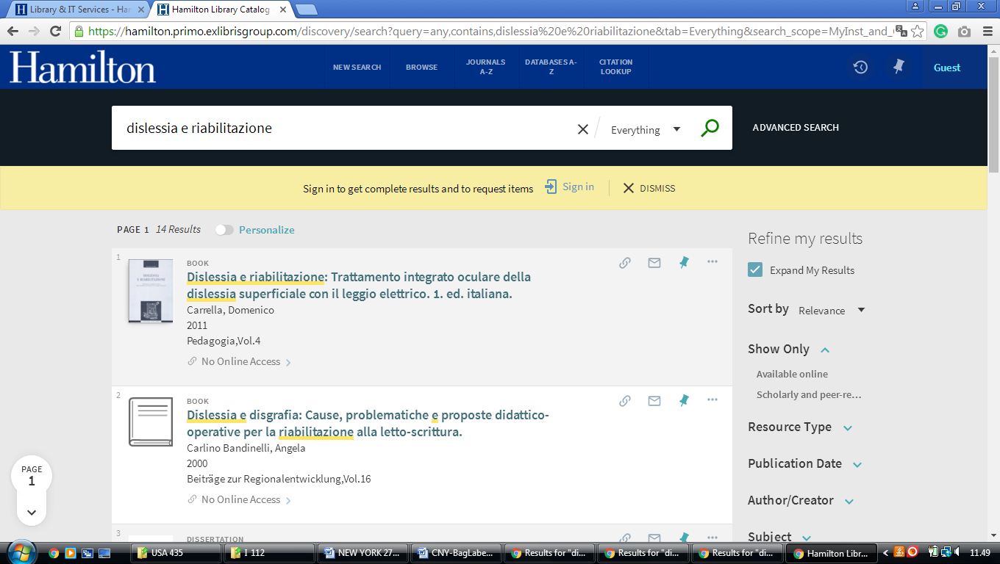 Library & IT Services - Har
Hamilton Library Catalog
https://hamilton.primo.exlibrisgroup.com/discovery/search?query=any,contains,dislessia%20e%20riabilitazione&tab=Everything&search_scope=MyInst_and_
Hamilton
NEW SEARCH
BROWSE
JOURNALS A-Z
DATABASES A-Z
CITATION LOOKUP
Guest
dislessia e riabilitazione
Everything
ADVANCED SEARCH
Sign in to get complete results and to request items
Sign in
DISMISS
PAGE 1 14 Results
Personalize
1
BOOK
Dislessia e riabilitazione: Trattamento integrato oculare della
dislessia superficiale con il leggio elettrico. 1. ed. italiana.
Carrella, Domenico
2011
Pedagogia,Vol.4
No Online Access
2
BOOK
Dislessia e disgrafia: Cause, problematiche e proposte didattico-
operative per la riabilitazione alla letto-scrittura.
Carlino Bandinelli, Angela
2000
Beiträge zur Regionalentwicklung,Vol.16
No Online Access
3
DISSERTATION
Refine my results
Expand My Results
Sort by Relevance
Show Only
Available online
Scholarly and peer-re...
Resource Type
Publication Date
Author/Creator
Subject
PAGE
1
USA 435
I 112
NEW YORK 27...
CNY-BagLabe...
Results for "di...
Results for "di...
Results for "di...
Hamilton Libr...
11.49